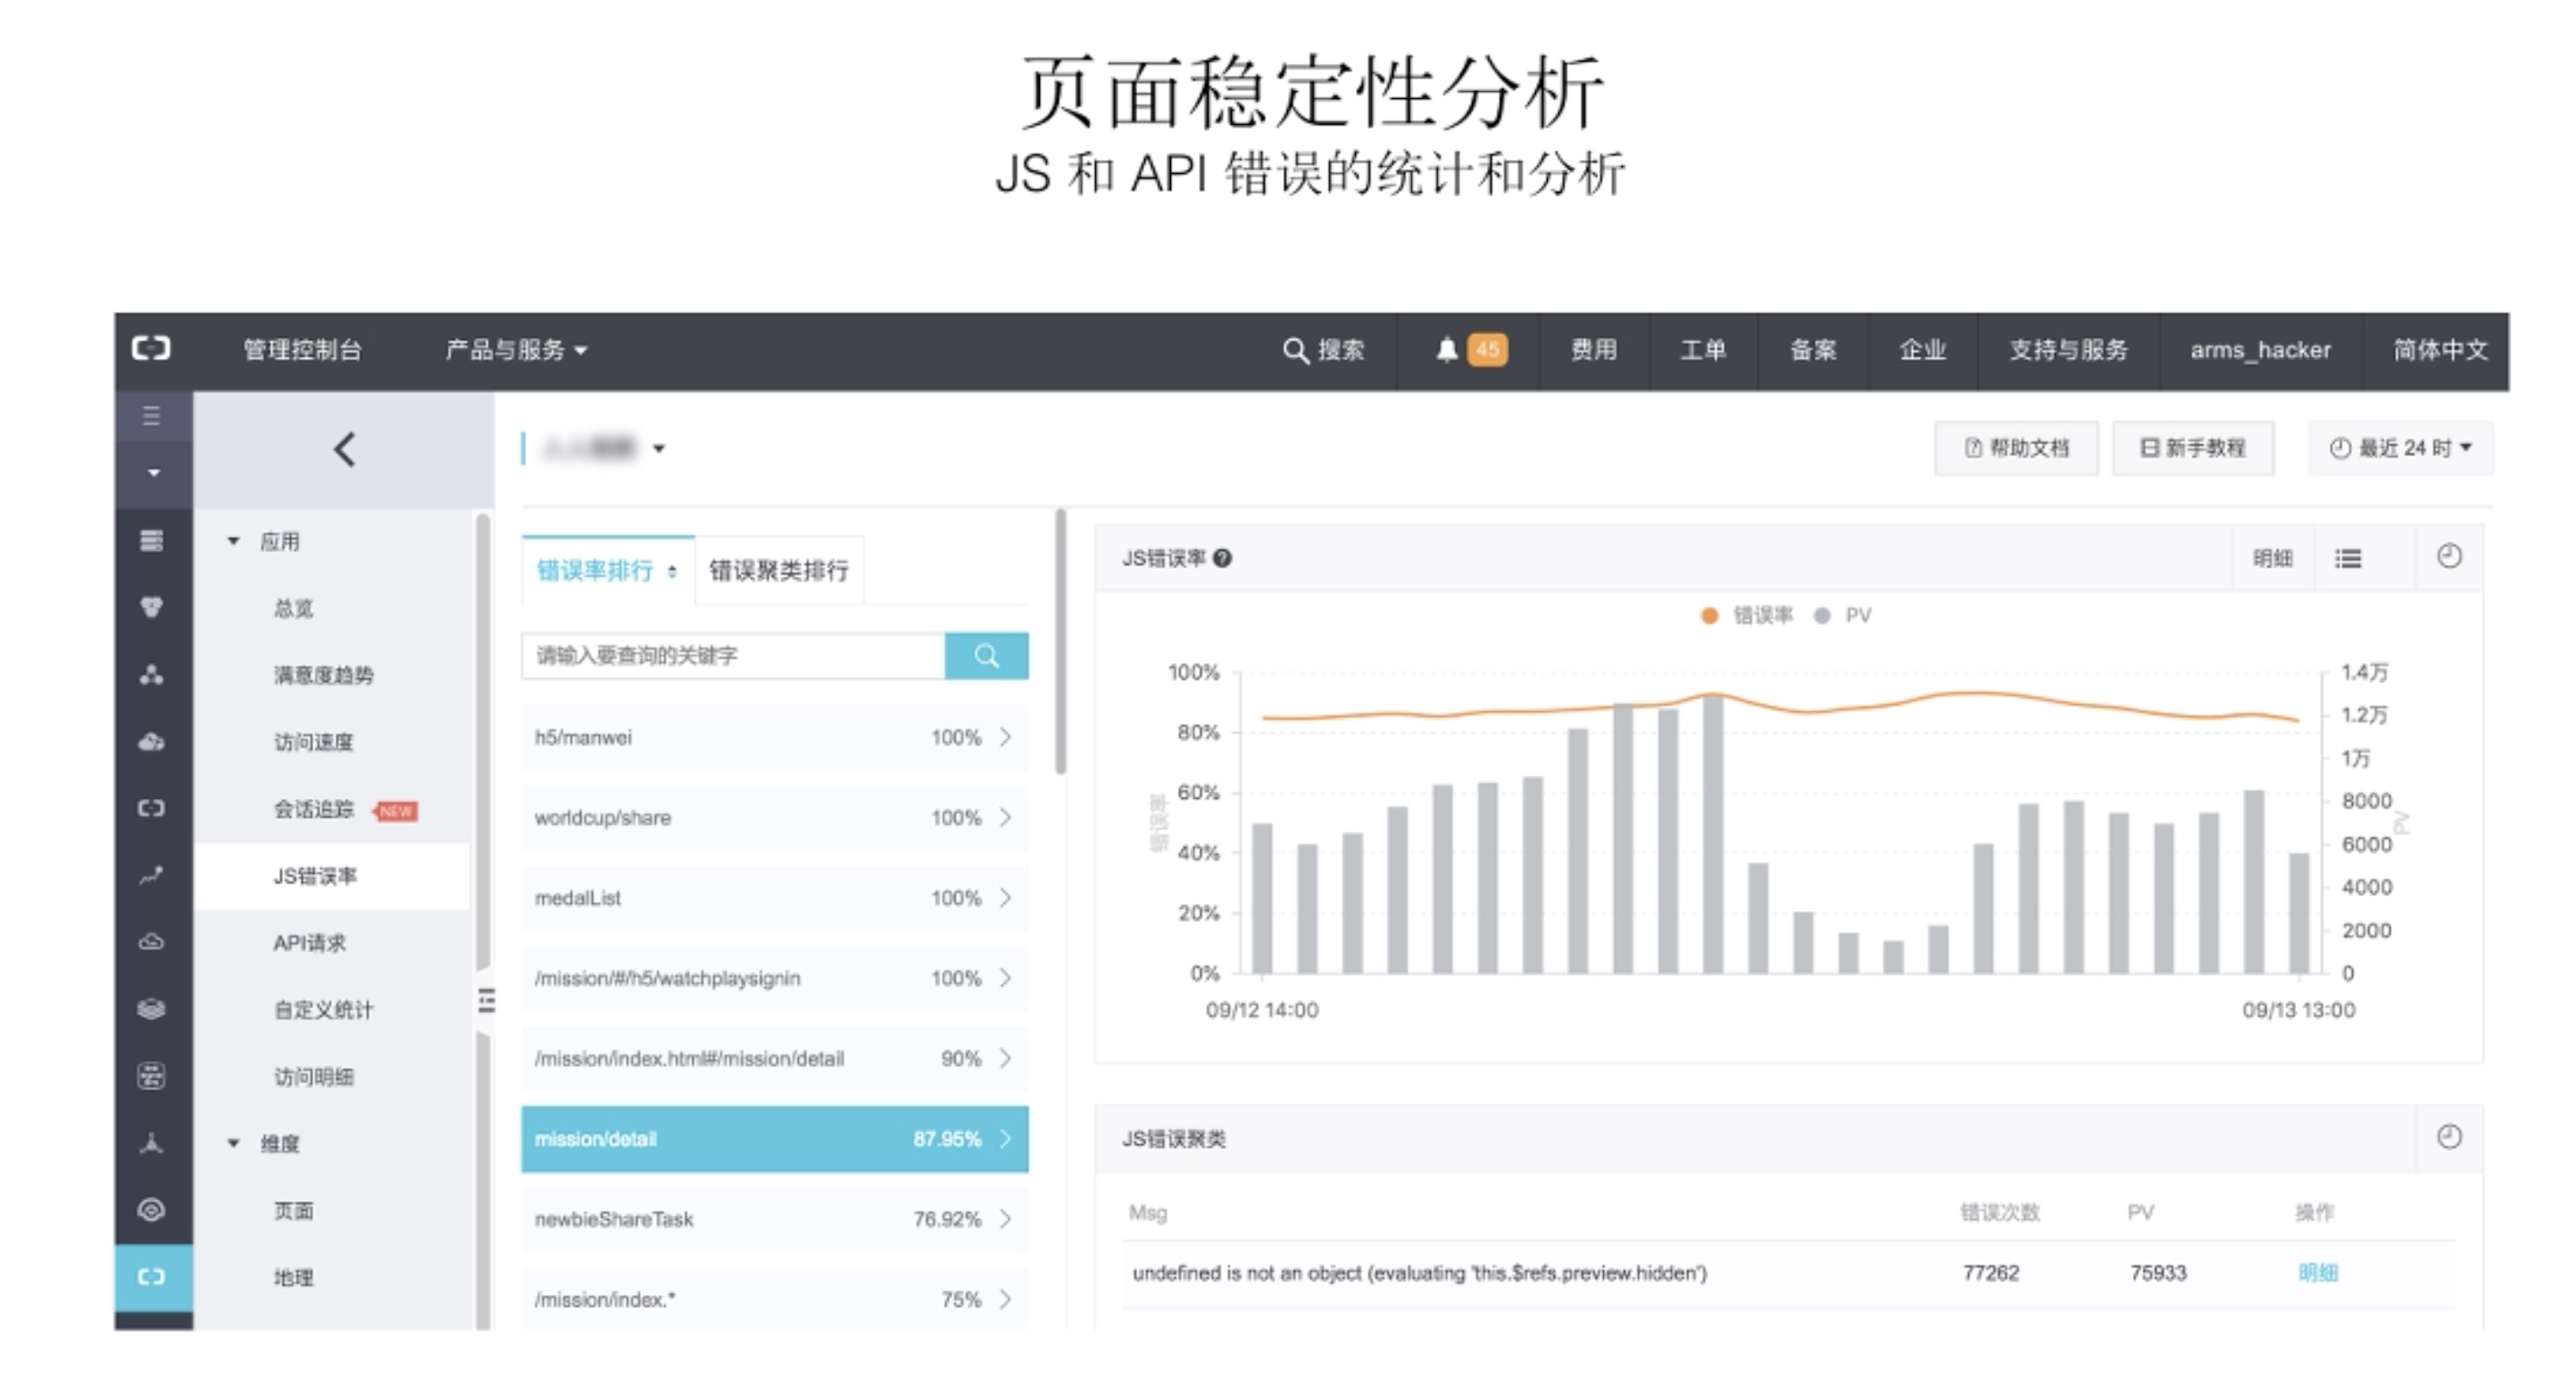 页面稳定性分析
JS 和 API 错误的统计和分析
管理控制台 产品与服务 搜索 45 费用 工单 备案 企业 支持与服务 arms_hacker 简体中文
帮助文档 新手教程 最近 24 时
应用
总览
满意度趋势
访问速度
会话追踪 NEW
JS错误率
API请求
自定义统计
访问明细
维度
页面
地理
错误率排行 错误聚类排行
请输入要查询的关键字
h5/manwei 100%
worldcup/share 100%
medalList 100%
/mission/#/h5/watchplaysignin 100%
/mission/index.html#/mission/detail 90%
mission/detail 87.95%
newbieShareTask 76.92%
/mission/index.* 75%
JS错误率 明细
错误率 PV
100% 1.4万
80% 1.2万
1万
60% 8000
40% 6000
4000
20% 2000
0% 0
错误率
PV
09/12 14:00 09/13 13:00
JS错误聚类
Msg 错误次数 PV 操作
undefined is not an object (evaluating 'this.$refs.preview.hidden') 77262 75933 明细